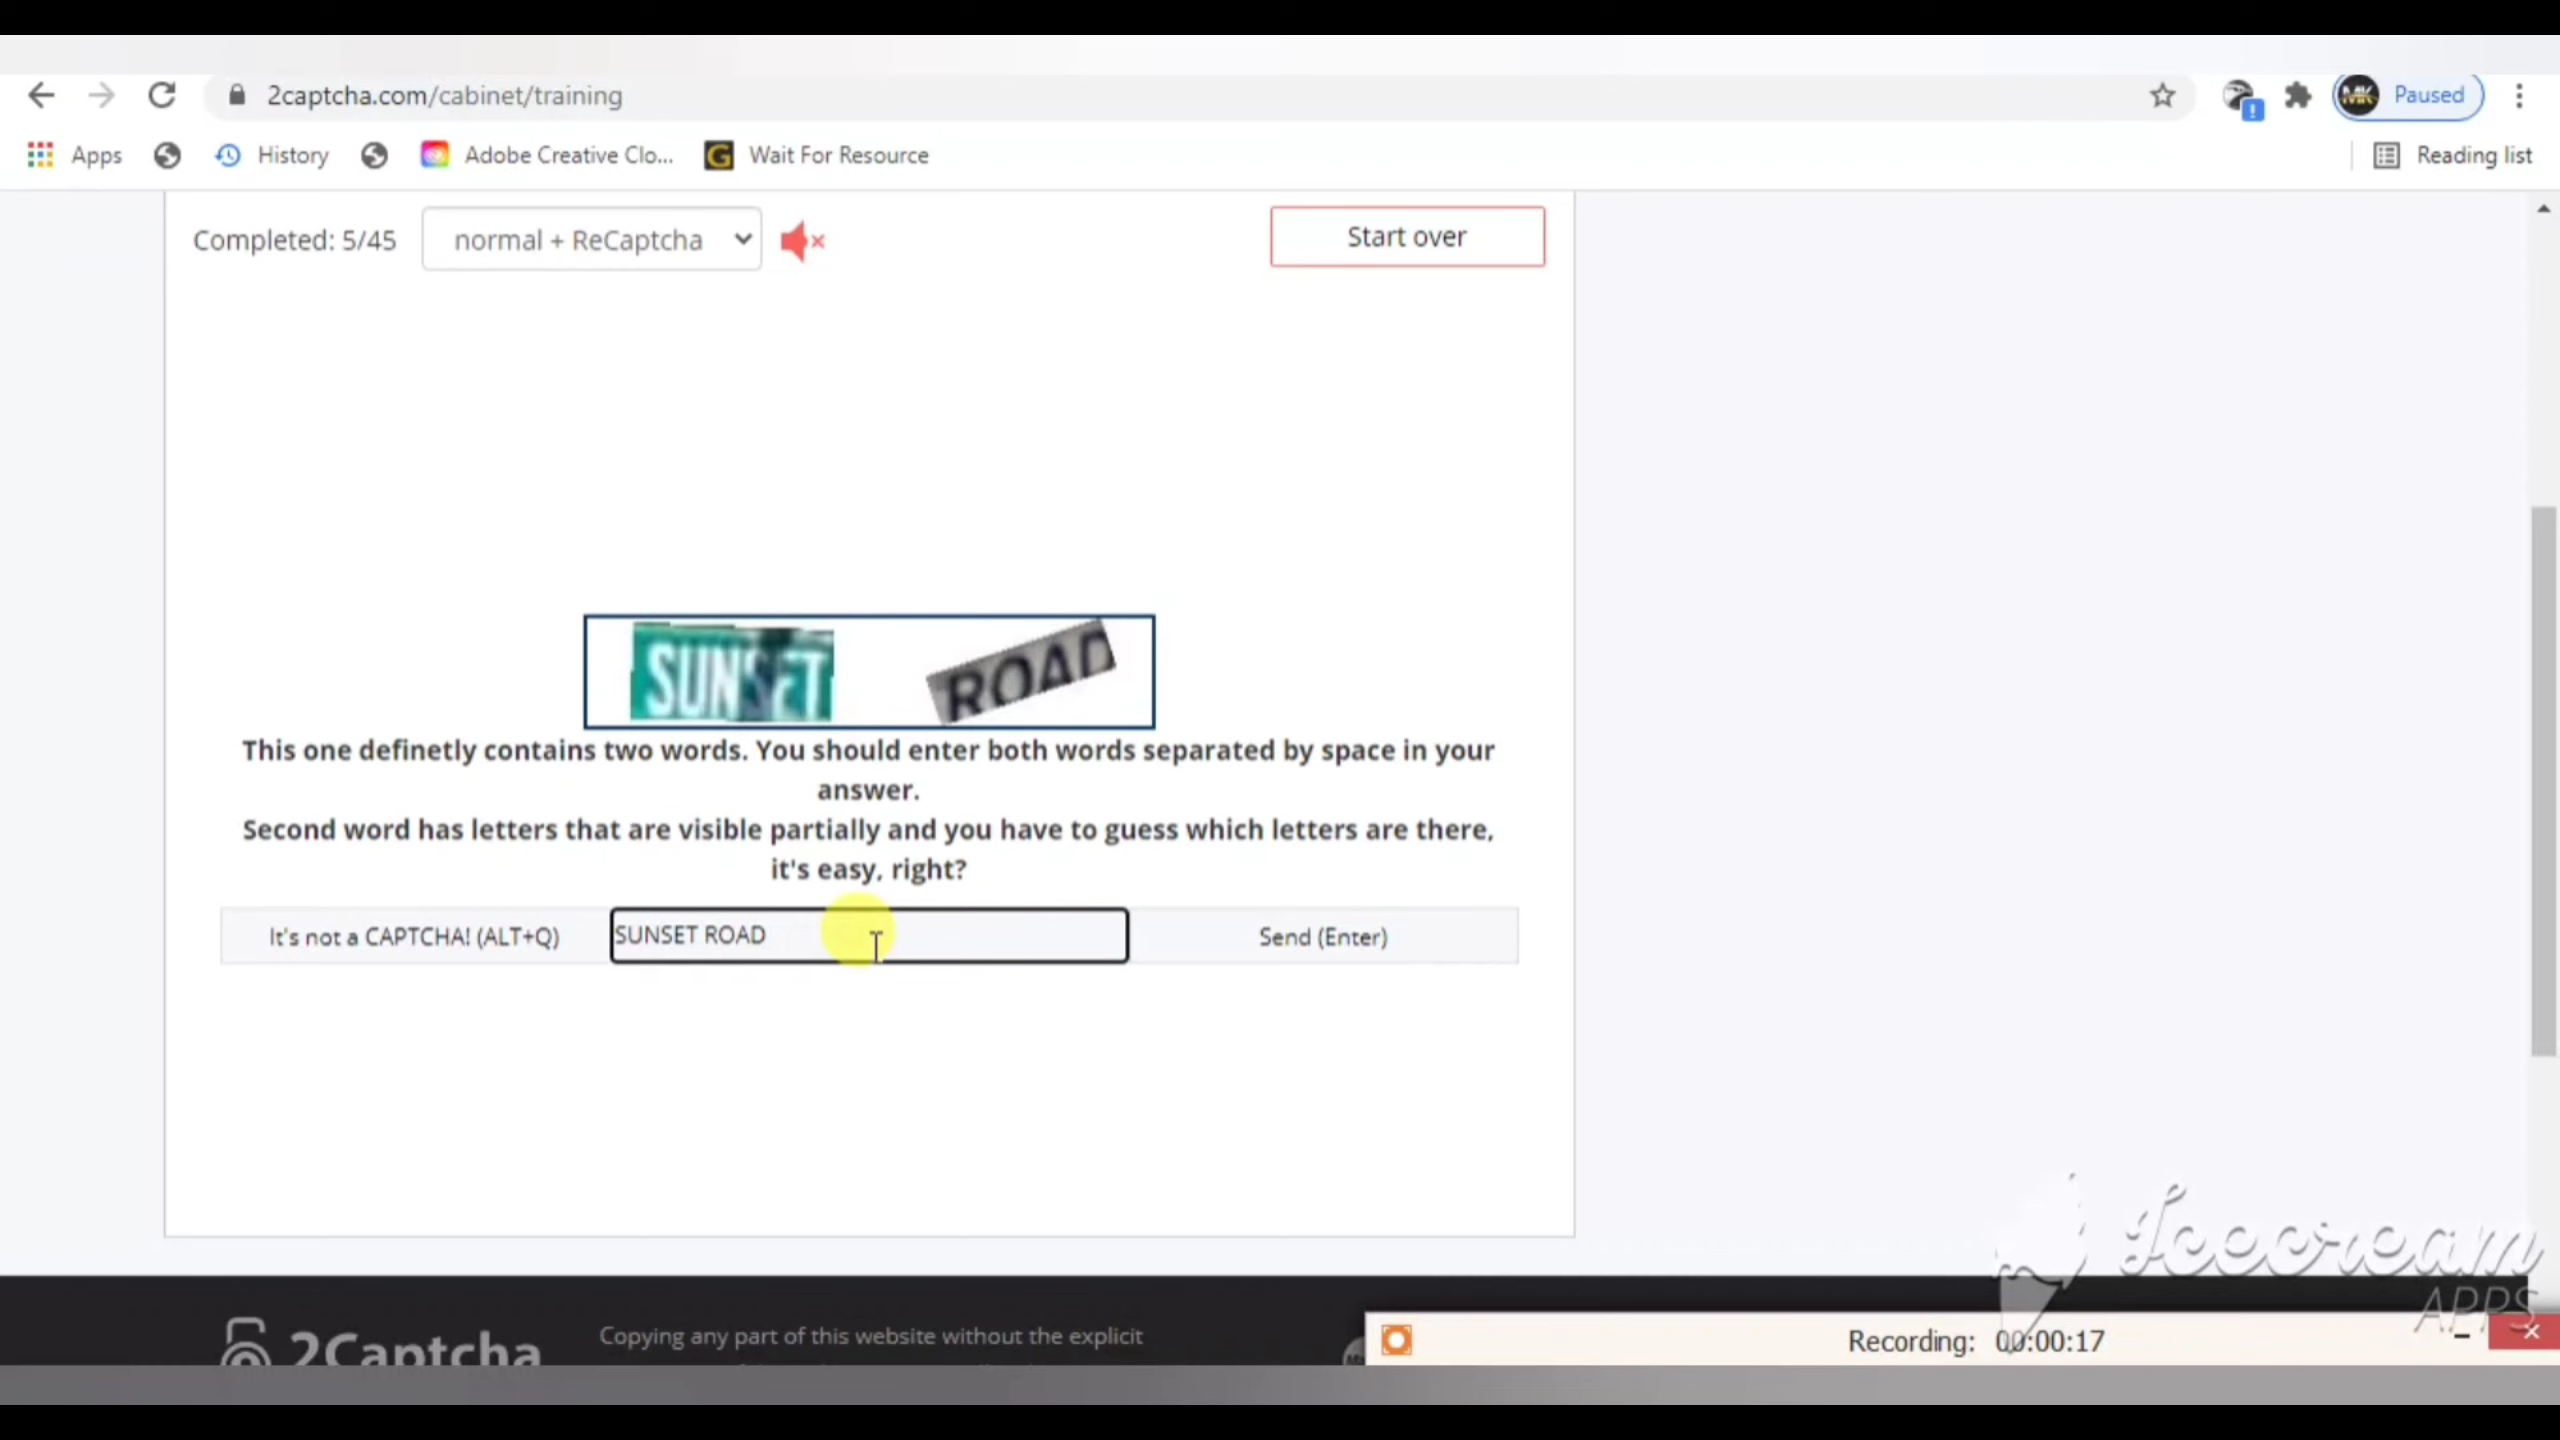 2captcha.com/cabinet/training
Paused
Apps
History
Adobe Creative Clo...
Wait For Resource
Reading list
Completed: 5/45
normal + ReCaptcha
Start over
SUNSET ROAD
This one definetly contains two words. You should enter both words separated by space in your
answer.
Second word has letters that are visible partially and you have to guess which letters are there,
it's easy, right?
It's not a CAPTCHA! (ALT+Q)
SUNSET ROAD
Send (Enter)
Icecream
APPS
2Captcha
Copying any part of this website without the explicit
Recording: 00:00:17